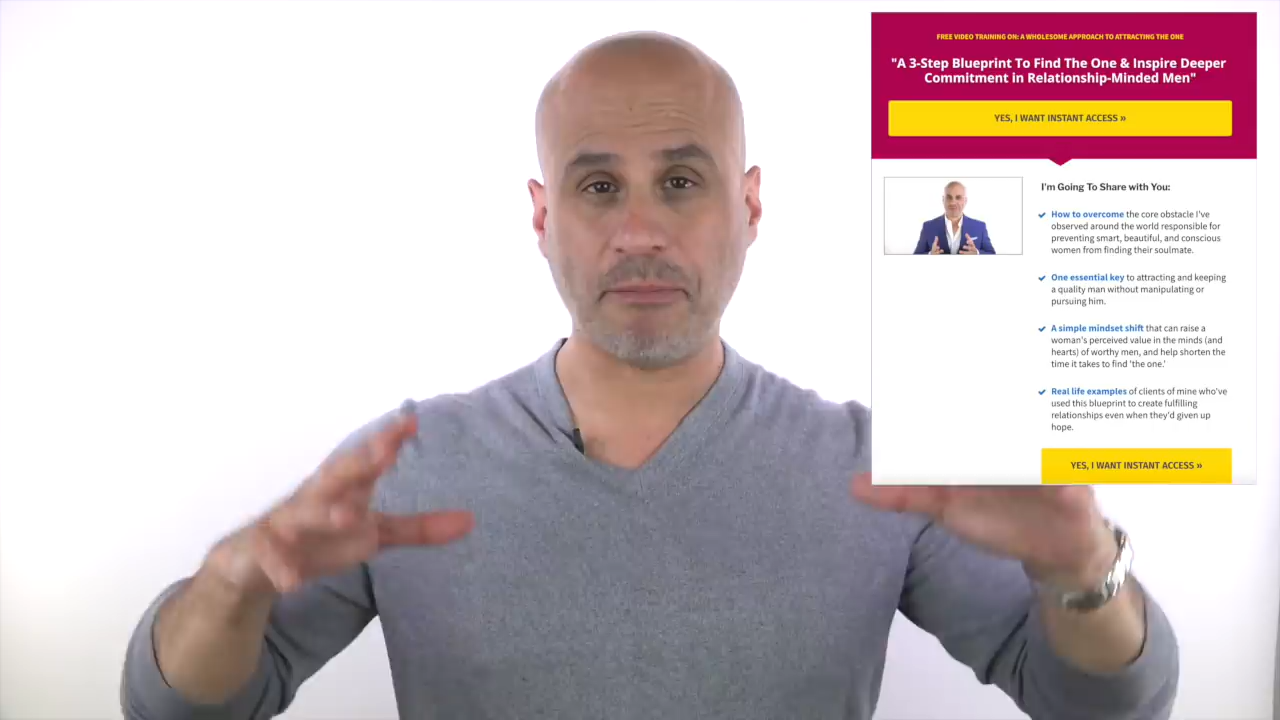 FREE VIDEO TRAINING ON: A WHOLESOME APPROACH TO ATTRACTING THE ONE
"A 3-Step Blueprint To Find The One & Inspire Deeper
Commitment in Relationship-Minded Men"
YES, I WANT INSTANT ACCESS »
I'm Going To Share with You:
How to overcome the core obstacle I've
observed around the world responsible for
preventing smart, beautiful, and conscious
women from finding their soulmate.
One essential key to attracting and keeping
a quality man without manipulating or
pursuing him.
A simple mindset shift that can raise a
woman's perceived value in the minds (and
hearts) of worthy men, and help shorten the
time it takes to find 'the one.'
Real life examples of clients of mine who've
used this blueprint to create fulfilling
relationships even when they'd given up
hope.
YES, I WANT INSTANT ACCESS »